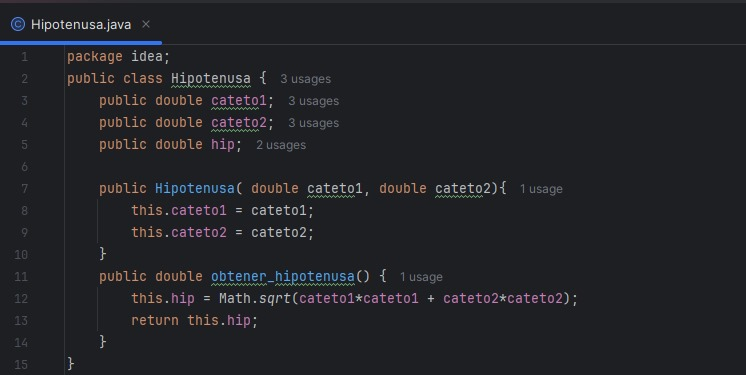 Hipotenusa.java ×
1 package idea;
2 public class Hipotenusa { 3 usages
3 public double cateto1; 3 usages
4 public double cateto2; 3 usages
5 public double hip; 2 usages
6
7 public Hipotenusa( double cateto1, double cateto2){ 1 usage
8 this.cateto1 = cateto1;
9 this.cateto2 = cateto2;
10 }
11 public double obtener_hipotenusa() { 1 usage
12 this.hip = Math.sqrt(cateto1*cateto1 + cateto2*cateto2);
13 return this.hip;
14 }
15 }